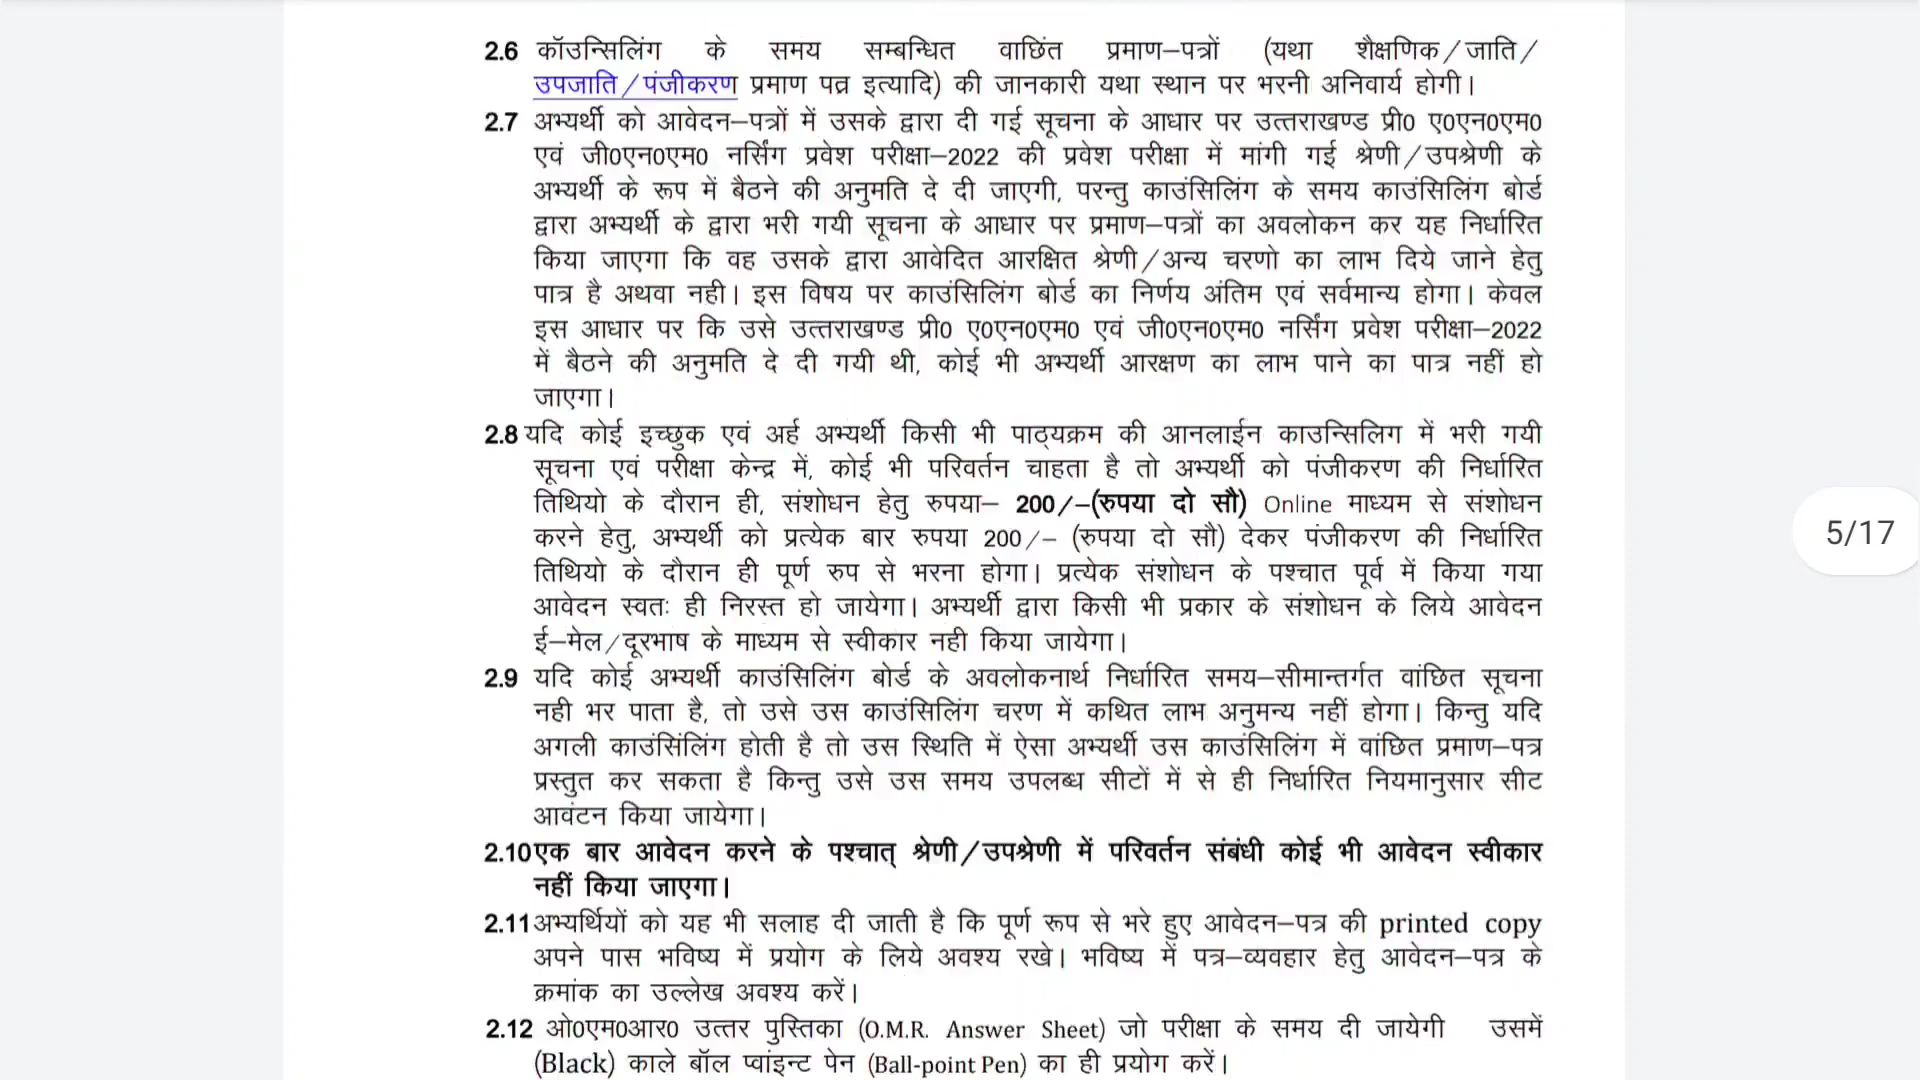 2.6 कॉउन्सिलिंग के समय सम्बन्धित वाछिंत प्रमाण–पत्रों (यथा शैक्षणिक/जाति/
उपजाति/पंजीकरण प्रमाण पत्र इत्यादि) की जानकारी यथा स्थान पर भरनी अनिवार्य होगी।
2.7 अभ्यर्थी को आवेदन–पत्रों में उसके द्वारा दी गई सूचना के आधार पर उत्तराखण्ड प्री0 ए0एन0एम0
एवं जी0एन0एम0 नर्सिंग प्रवेश परीक्षा–2022 की प्रवेश परीक्षा में मांगी गई श्रेणी/उपश्रेणी के
अभ्यर्थी के रूप में बैठने की अनुमति दे दी जाएगी, परन्तु काउंसिलिंग के समय काउंसिलिंग बोर्ड
द्वारा अभ्यर्थी के द्वारा भरी गयी सूचना के आधार पर प्रमाण–पत्रों का अवलोकन कर यह निर्धारित
किया जाएगा कि वह उसके द्वारा आवेदित आरक्षित श्रेणी/अन्य चरणो का लाभ दिये जाने हेतु
पात्र है अथवा नही। इस विषय पर काउंसिलिंग बोर्ड का निर्णय अंतिम एवं सर्वमान्य होगा। केवल
इस आधार पर कि उसे उत्तराखण्ड प्री0 ए0एन0एम0 एवं जी0एन0एम0 नर्सिंग प्रवेश परीक्षा–2022
में बैठने की अनुमति दे दी गयी थी, कोई भी अभ्यर्थी आरक्षण का लाभ पाने का पात्र नहीं हो
जाएगा।
2.8 यदि कोई इच्छुक एवं अर्ह अभ्यर्थी किसी भी पाठ्यक्रम की आनलाईन काउन्सिलिग में भरी गयी
सूचना एवं परीक्षा केन्द्र में, कोई भी परिवर्तन चाहता है तो अभ्यर्थी को पंजीकरण की निर्धारित
तिथियो के दौरान ही, संशोधन हेतु रुपया– 200/–(रुपया दो सौ) Online माध्यम से संशोधन
करने हेतु, अभ्यर्थी को प्रत्येक बार रुपया 200/– (रुपया दो सौ) देकर पंजीकरण की निर्धारित
तिथियो के दौरान ही पूर्ण रुप से भरना होगा। प्रत्येक संशोधन के पश्चात पूर्व में किया गया
आवेदन स्वतः ही निरस्त हो जायेगा। अभ्यर्थी द्वारा किसी भी प्रकार के संशोधन के लिये आवेदन
ई–मेल/दूरभाष के माध्यम से स्वीकार नही किया जायेगा।
5/17
2.9 यदि कोई अभ्यर्थी काउंसिलिंग बोर्ड के अवलोकनार्थ निर्धारित समय–सीमान्तर्गत वांछित सूचना
नही भर पाता है, तो उसे उस काउंसिलिंग चरण में कथित लाभ अनुमन्य नहीं होगा। किन्तु यदि
अगली काउंसिंलिंग होती है तो उस स्थिति में ऐसा अभ्यर्थी उस काउंसिलिंग में वांछित प्रमाण–पत्र
प्रस्तुत कर सकता है किन्तु उसे उस समय उपलब्ध सीटों में से ही निर्धारित नियमानुसार सीट
आवंटन किया जायेगा।
2.10 एक बार आवेदन करने के पश्चात् श्रेणी/उपश्रेणी में परिवर्तन संबंधी कोई भी आवेदन स्वीकार
नहीं किया जाएगा।
2.11 अभ्यर्थियों को यह भी सलाह दी जाती है कि पूर्ण रूप से भरे हुए आवेदन–पत्र की printed copy
अपने पास भविष्य में प्रयोग के लिये अवश्य रखे। भविष्य में पत्र–व्यवहार हेतु आवेदन–पत्र के
क्रमांक का उल्लेख अवश्य करें।
2.12 ओ0एम0आर0 उत्तर पुस्तिका (O.M.R. Answer Sheet) जो परीक्षा के समय दी जायेगी उसमें
(Black) काले बॉल प्वांइन्ट पेन (Ball-point Pen) का ही प्रयोग करें।